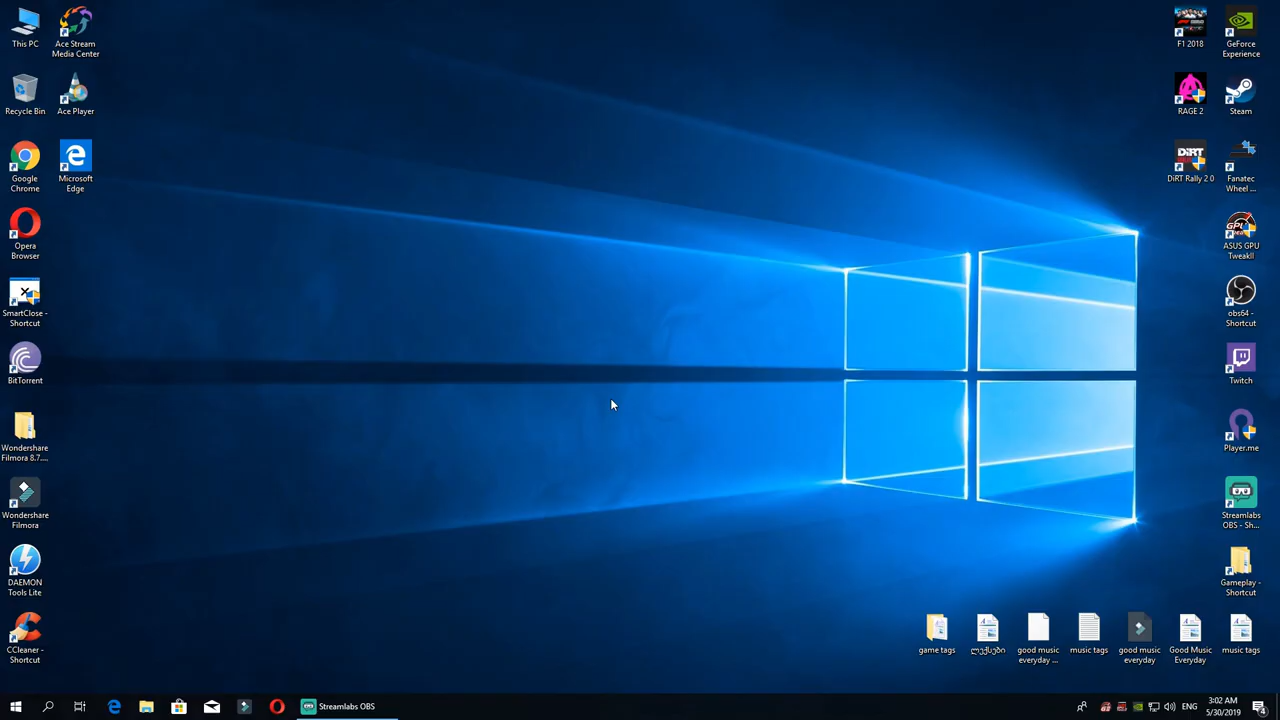 This PC
Ace Stream
Media Center
Recycle Bin
Ace Player
Google
Chrome
Microsoft
Edge
Opera
Browser
SmartClose -
Shortcut
BitTorrent
Wondershare
Filmora 8.7....
Wondershare
Filmora
DAEMON
Tools Lite
CCleaner -
Shortcut
F1 2018
GeForce
Experience
RAGE 2
Steam
DiRT Rally 2 0
Fanatec
Wheel ...
GPU
ASUS GPU
TweakII
obs64 -
Shortcut
Twitch
Player.me
Streamlabs
OBS - Sh...
Gameplay -
Shortcut
game tags
ლექსები
good music
everyday ...
music tags
good music
everyday
Good Music
Everyday
music tags
Streamlabs OBS
ENG
3:02 AM
5/30/2019
4